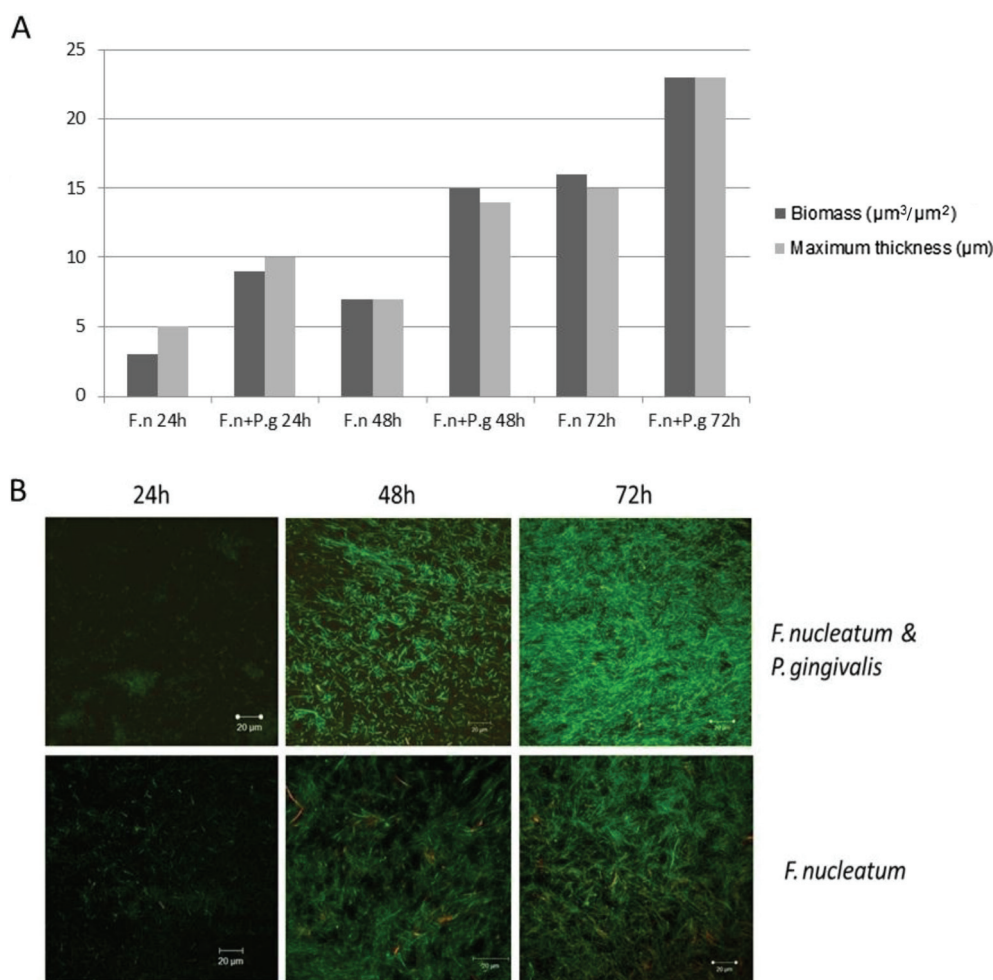 A
25
20
15
10
5
0
F.n 24h F.n+P.g 24h F.n 48h F.n+P.g 48h F.n 72h F.n+P.g 72h
Biomass (µm³/µm²)
Maximum thickness (µm)
B
24h 48h 72h
F. nucleatum &
P. gingivalis
20 µm 20 µm 20 µm
F. nucleatum
20 µm 20 µm 20 µm